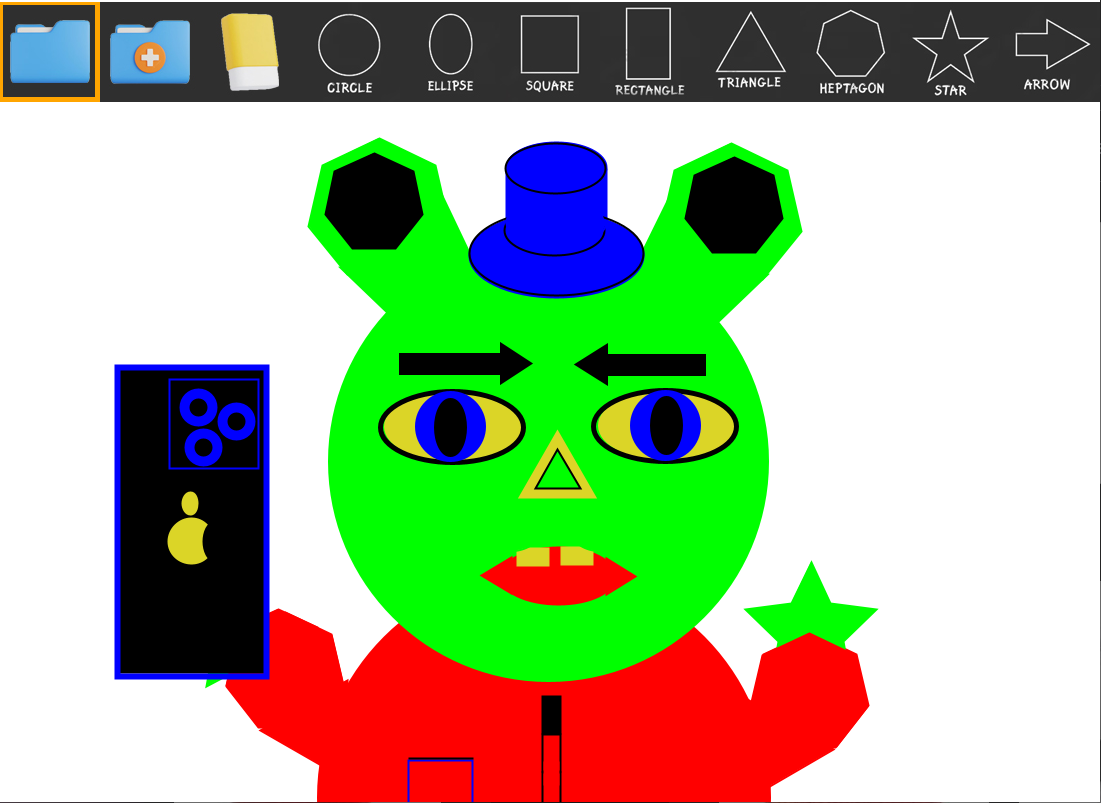 CIRCLE
ELLIPSE
SQUARE
RECTANGLE
TRIANGLE
HEPTAGON
STAR
ARROW